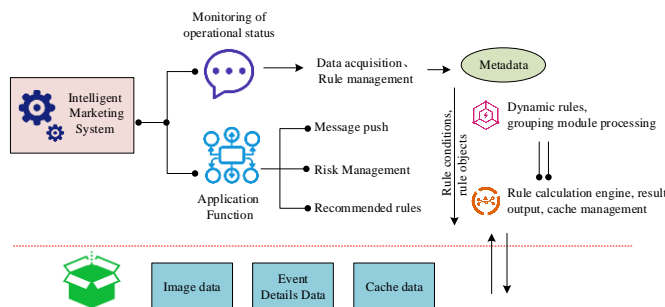 Monitoring of
operational status
Intelligent
Marketing
System
Data acquisition、
Rule management
Metadata
Dynamic rules,
grouping module processing
Message push
Risk Management
Recommended rules
Application
Function
Rule conditions,
rule objects
Rule calculation engine, result
output, cache management
Image data
Event
Details Data
Cache data